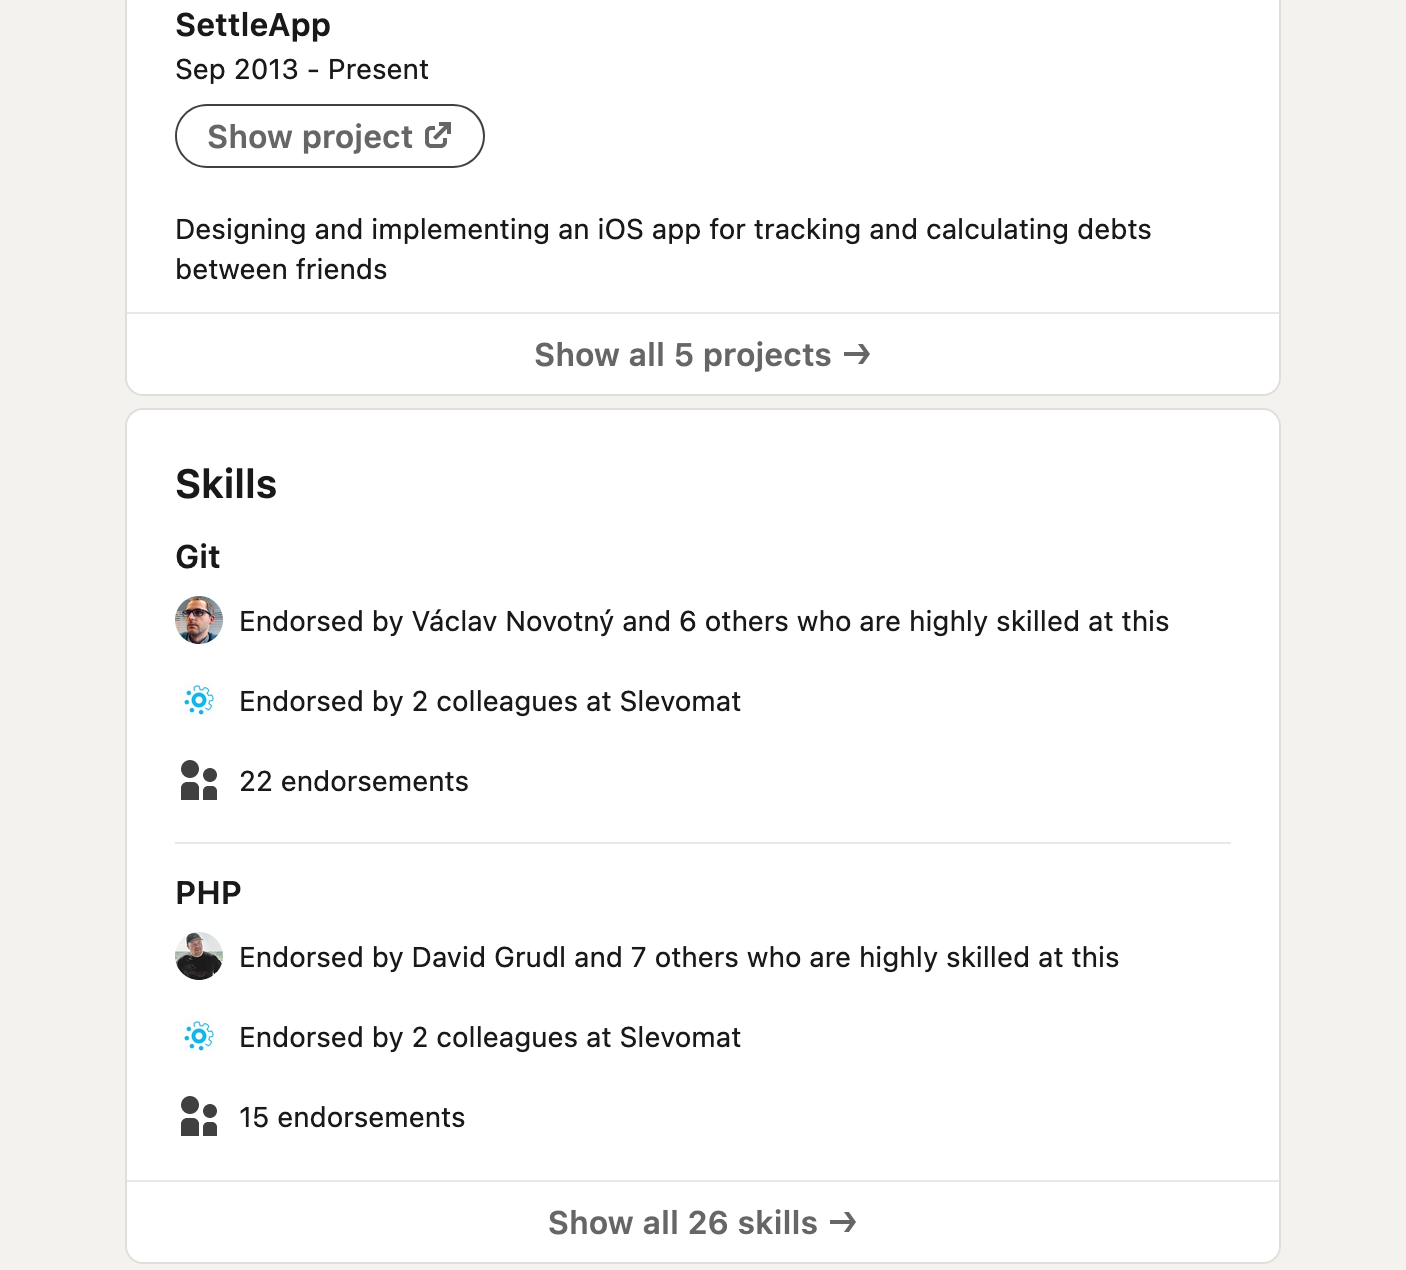 SettleApp
Sep 2013 - Present
Show project
Designing and implementing an iOS app for tracking and calculating debts
between friends
Show all 5 projects →
Skills
Git
Endorsed by Václav Novotný and 6 others who are highly skilled at this
Endorsed by 2 colleagues at Slevomat
22 endorsements
PHP
Endorsed by David Grudl and 7 others who are highly skilled at this
Endorsed by 2 colleagues at Slevomat
15 endorsements
Show all 26 skills →